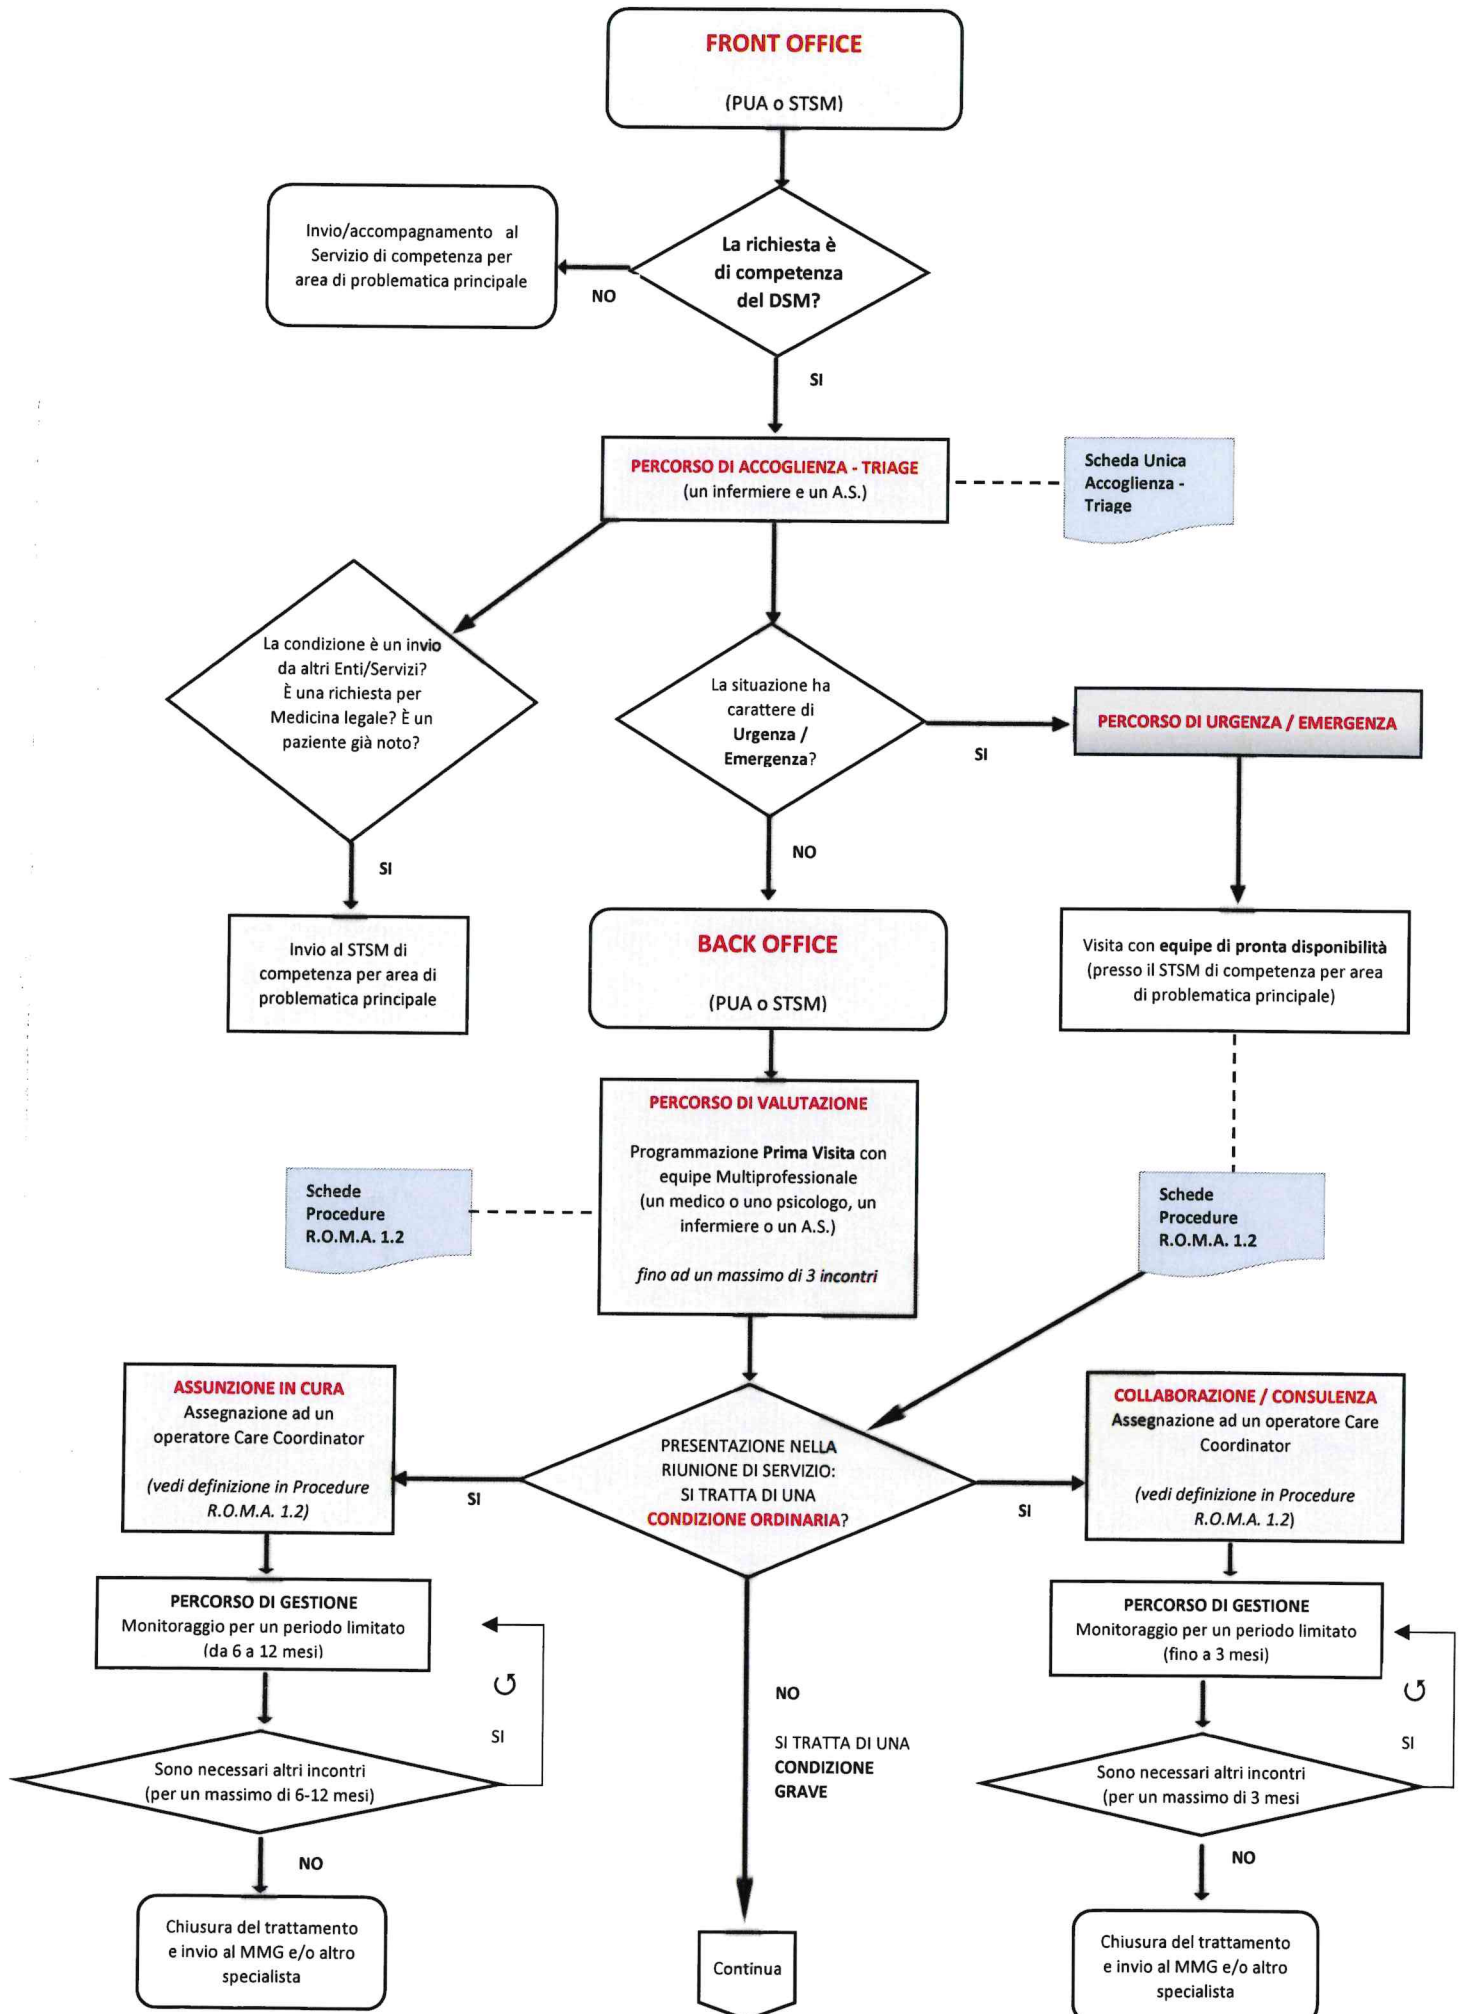 FRONT OFFICE
(PUA o STSM)
Invio/accompagnamento al
Servizio di competenza per
area di problematica principale
NO
La richiesta è
di competenza
del DSM?
SI
PERCORSO DI ACCOGLIENZA - TRIAGE
(un infermiere e un A.S.)
Scheda Unica
Accoglienza -
Triage
La condizione è un invio
da altri Enti/Servizi?
È una richiesta per
Medicina legale? È un
paziente già noto?
SI
Invio al STSM di
competenza per area di
problematica principale
La situazione ha
carattere di
Urgenza /
Emergenza?
SI
NO
PERCORSO DI URGENZA / EMERGENZA
Visita con equipe di pronta disponibilità
(presso il STSM di competenza per area
di problematica principale)
BACK OFFICE
(PUA o STSM)
PERCORSO DI VALUTAZIONE
Programmazione Prima Visita con
equipe Multiprofessionale
(un medico o uno psicologo, un
infermiere o un A.S.)
fino ad un massimo di 3 incontri
Schede
Procedure
R.O.M.A. 1.2
Schede
Procedure
R.O.M.A. 1.2
PRESENTAZIONE NELLA
RIUNIONE DI SERVIZIO:
SI TRATTA DI UNA
CONDIZIONE ORDINARIA?
SI
SI
ASSUNZIONE IN CURA
Assegnazione ad un
operatore Care Coordinator
(vedi definizione in Procedure
R.O.M.A. 1.2)
PERCORSO DI GESTIONE
Monitoraggio per un periodo limitato
(da 6 a 12 mesi)
SI
Sono necessari altri incontri
(per un massimo di 6-12 mesi)
NO
Chiusura del trattamento
e invio al MMG e/o altro
specialista
NO
SI TRATTA DI UNA
CONDIZIONE
GRAVE
Continua
COLLABORAZIONE / CONSULENZA
Assegnazione ad un operatore Care
Coordinator
(vedi definizione in Procedure
R.O.M.A. 1.2)
PERCORSO DI GESTIONE
Monitoraggio per un periodo limitato
(fino a 3 mesi)
SI
Sono necessari altri incontri
(per un massimo di 3 mesi
NO
Chiusura del trattamento
e invio al MMG e/o altro
specialista